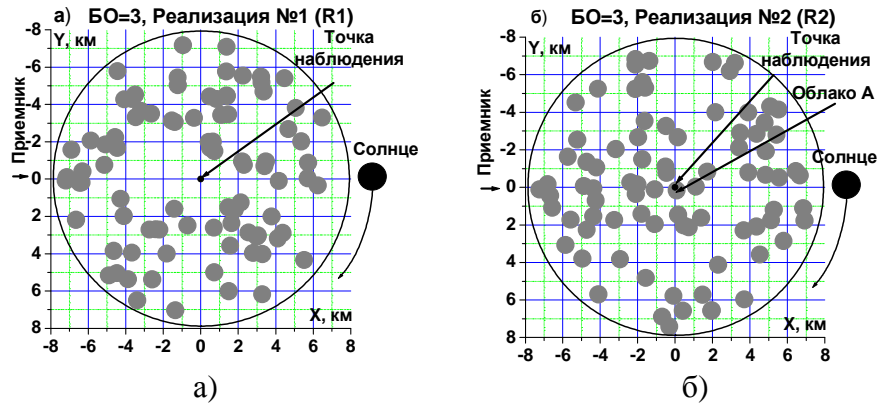 а) БО=3, Реализация №1 (R1)
Y, км
Точка
наблюдения
Приемник
Солнце
X, км
-8
-6
-4
-2
0
2
4
6
8
-8 -6 -4 -2 0 2 4 6 8
а)
б) БО=3, Реализация №2 (R2)
Y, км
Точка
наблюдения
Облако А
Приемник
Солнце
X, км
-8
-6
-4
-2
0
2
4
6
8
-8 -6 -4 -2 0 2 4 6 8
б)